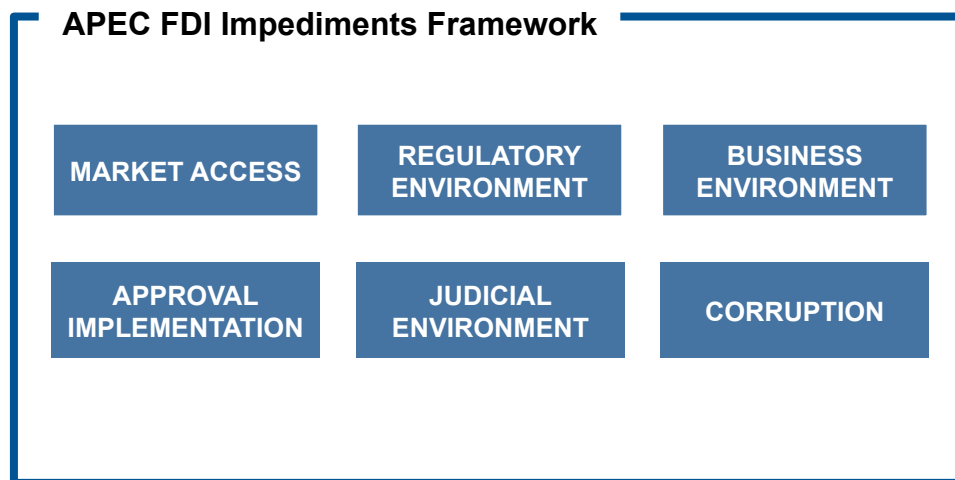 APEC FDI Impediments Framework
MARKET ACCESS
REGULATORY
ENVIRONMENT
BUSINESS
ENVIRONMENT
APPROVAL
IMPLEMENTATION
JUDICIAL
ENVIRONMENT
CORRUPTION